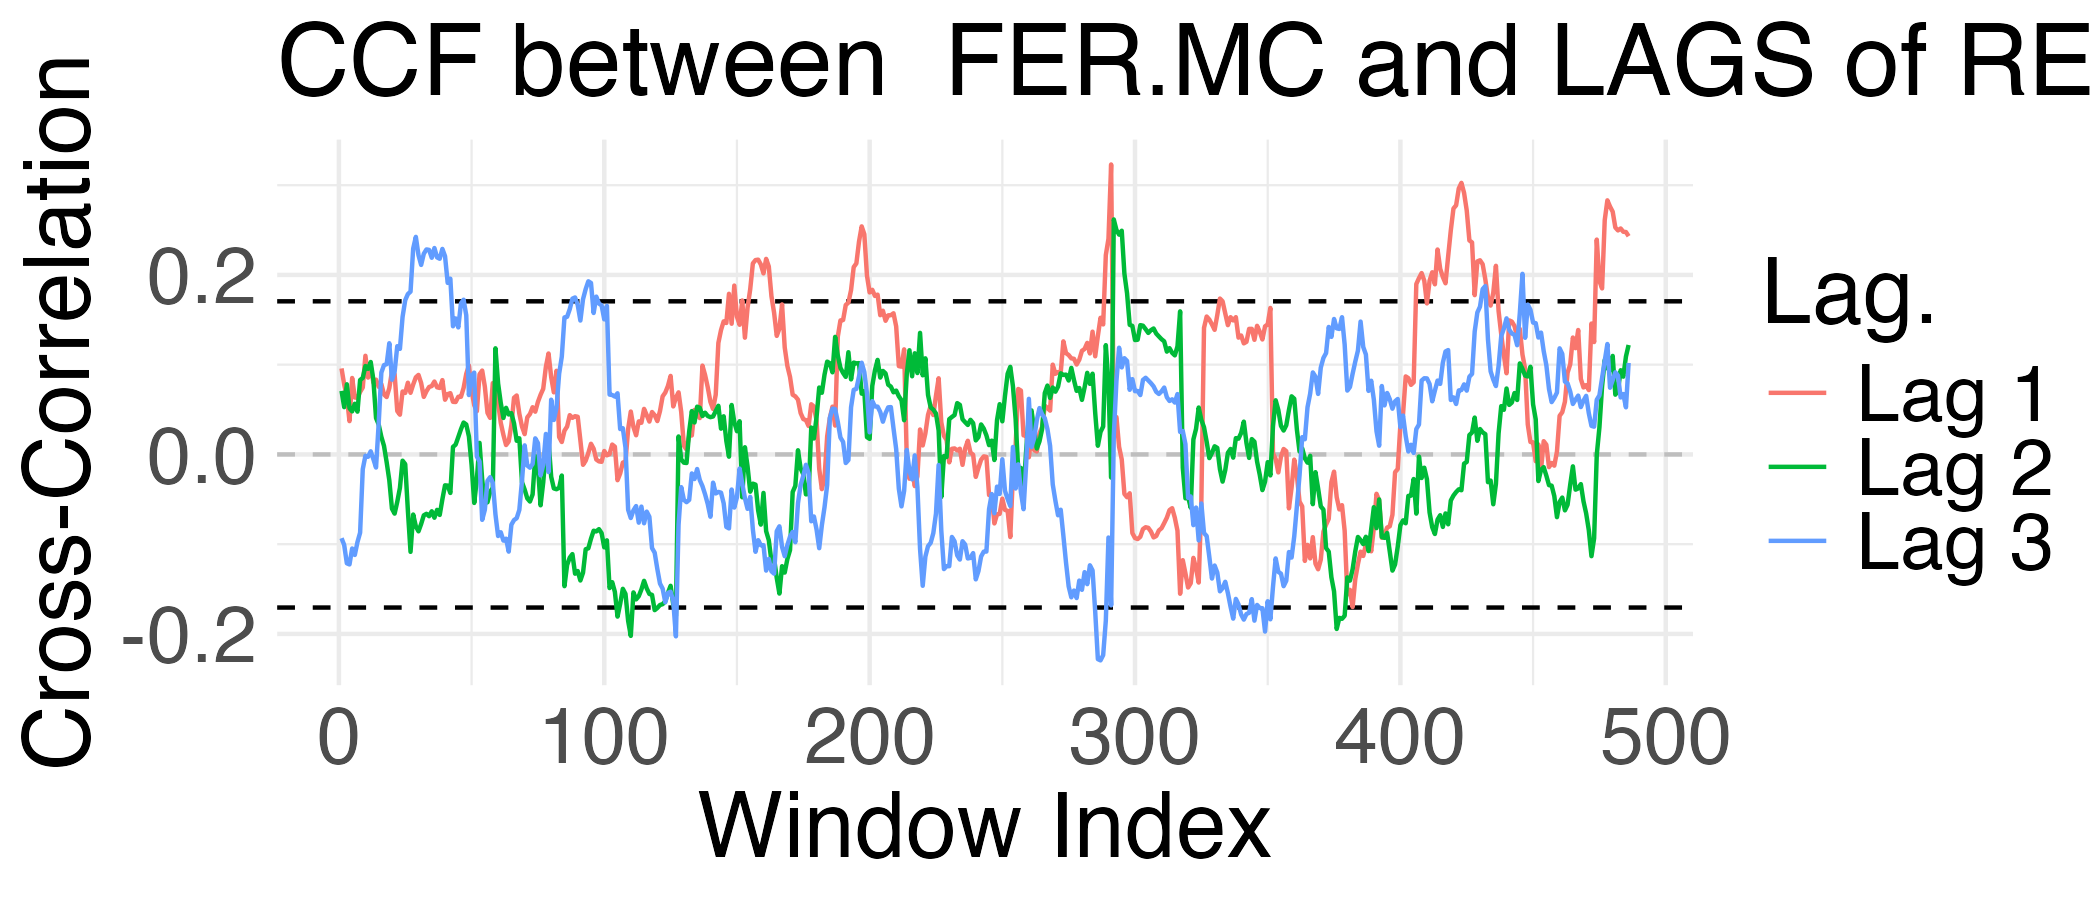 CCF between  FER.MC and LAGS of RE
Cross-Correlation
0.2
0.0
-0.2
0
100
200
300
400
500
Window Index
Lag.
Lag 1
Lag 2
Lag 3